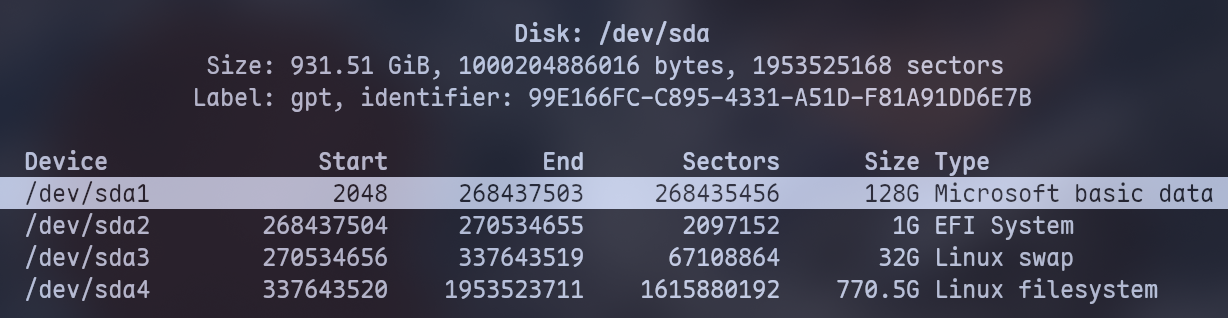 Disk: /dev/sda
Size: 931.51 GiB, 1000204886016 bytes, 1953525168 sectors
Label: gpt, identifier: 99E166FC-C895-4331-A51D-F81A91DD6E7B
Device Start End Sectors Size Type
/dev/sda1 2048 268437503 268435456 128G Microsoft basic data
/dev/sda2 268437504 270534655 2097152 1G EFI System
/dev/sda3 270534656 337643519 67108864 32G Linux swap
/dev/sda4 337643520 1953523711 1615880192 770.5G Linux filesystem